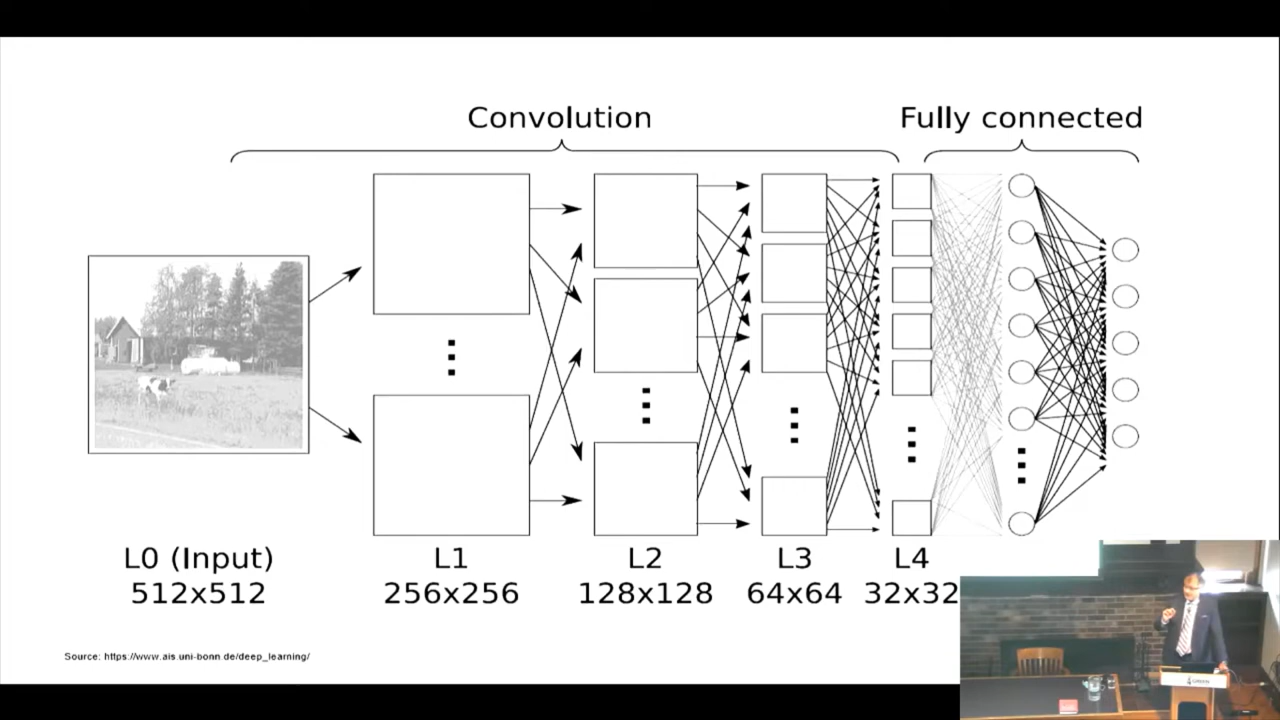 Convolution
Fully connected
L0 (Input)
512x512
L1
256x256
L2
128x128
L3
64x64
L4
32x32
Source: https://www.ais.uni-bonn.de/deep_learning/